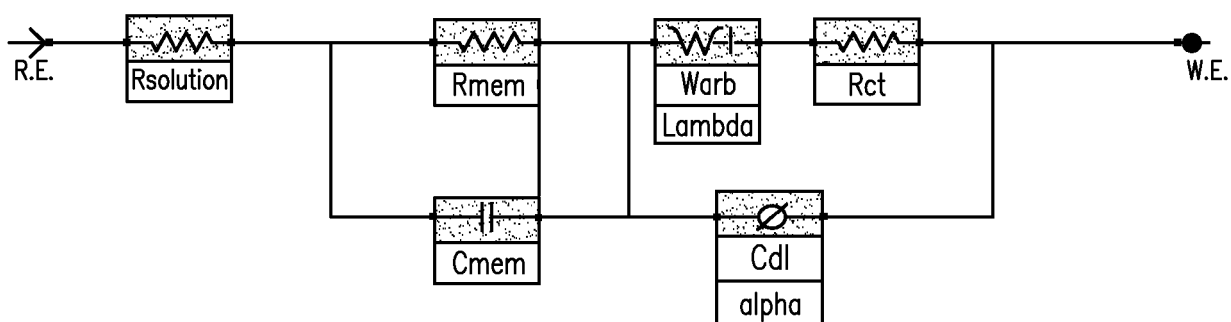 R.E.
Rsolution
Rmem
Warb
Lambda
Rct
W.E.
Cmem
Cdl
alpha